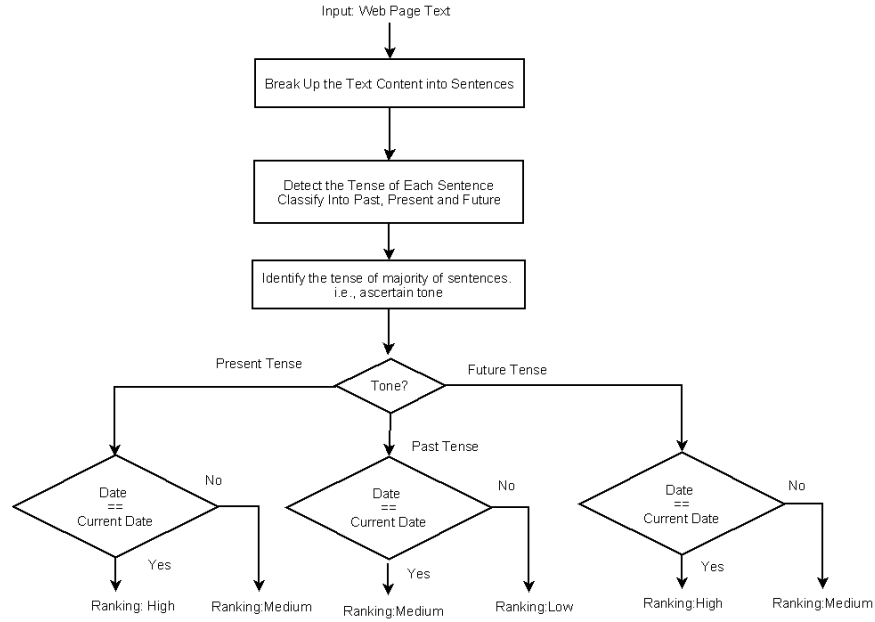 Input: Web Page Text
Break Up the Text Content into Sentences
Detect the Tense of Each Sentence
Classify Into Past, Present and Future
Identify the tense of majority of sentences.
i.e., ascertain tone
Present Tense
Tone?
Future Tense
Past Tense
Date
==
Current Date
No
Yes
Ranking: High
Ranking:Medium
Date
==
Current Date
No
Yes
Ranking:Medium
Ranking:Low
Date
==
Current Date
No
Yes
Ranking:High
Ranking:Medium